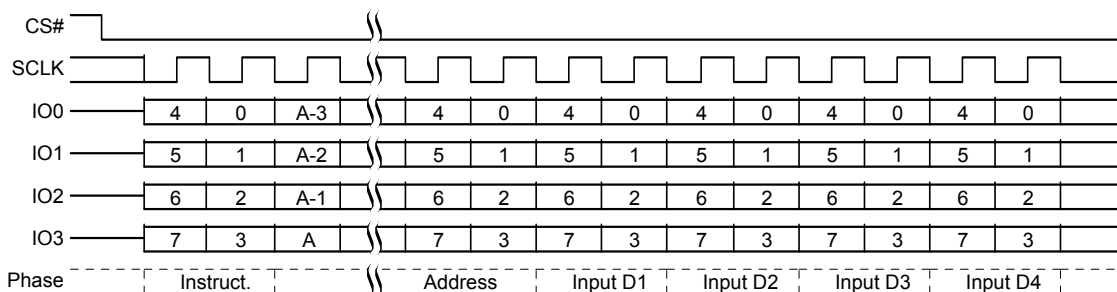 CS#
SCLK
IO0 4 0 A-3 4 0 4 0 4 0 4 0 4 0
IO1 5 1 A-2 5 1 5 1 5 1 5 1 5 1
IO2 6 2 A-1 6 2 6 2 6 2 6 2 6 2
IO3 7 3 A 7 3 7 3 7 3 7 3 7 3
Phase Instruct. Address Input D1 Input D2 Input D3 Input D4